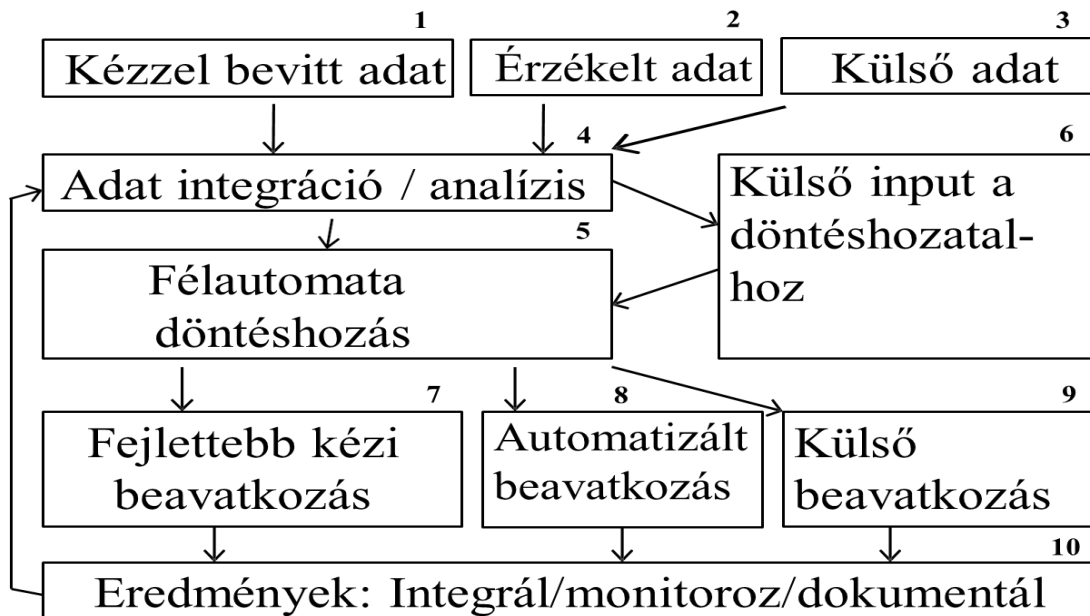 1
Kézzel bevitt adat
2
Érzékelt adat
3
Külső adat
4
Adat integráció / analízis
5
Félautomata
döntéshozás
6
Külső input a
döntéshozatal-
hoz
7
Fejlettebb kézi
beavatkozás
8
Automatizált
beavatkozás
9
Külső
beavatkozás
10
Eredmények: Integrál/monitoroz/dokumentál